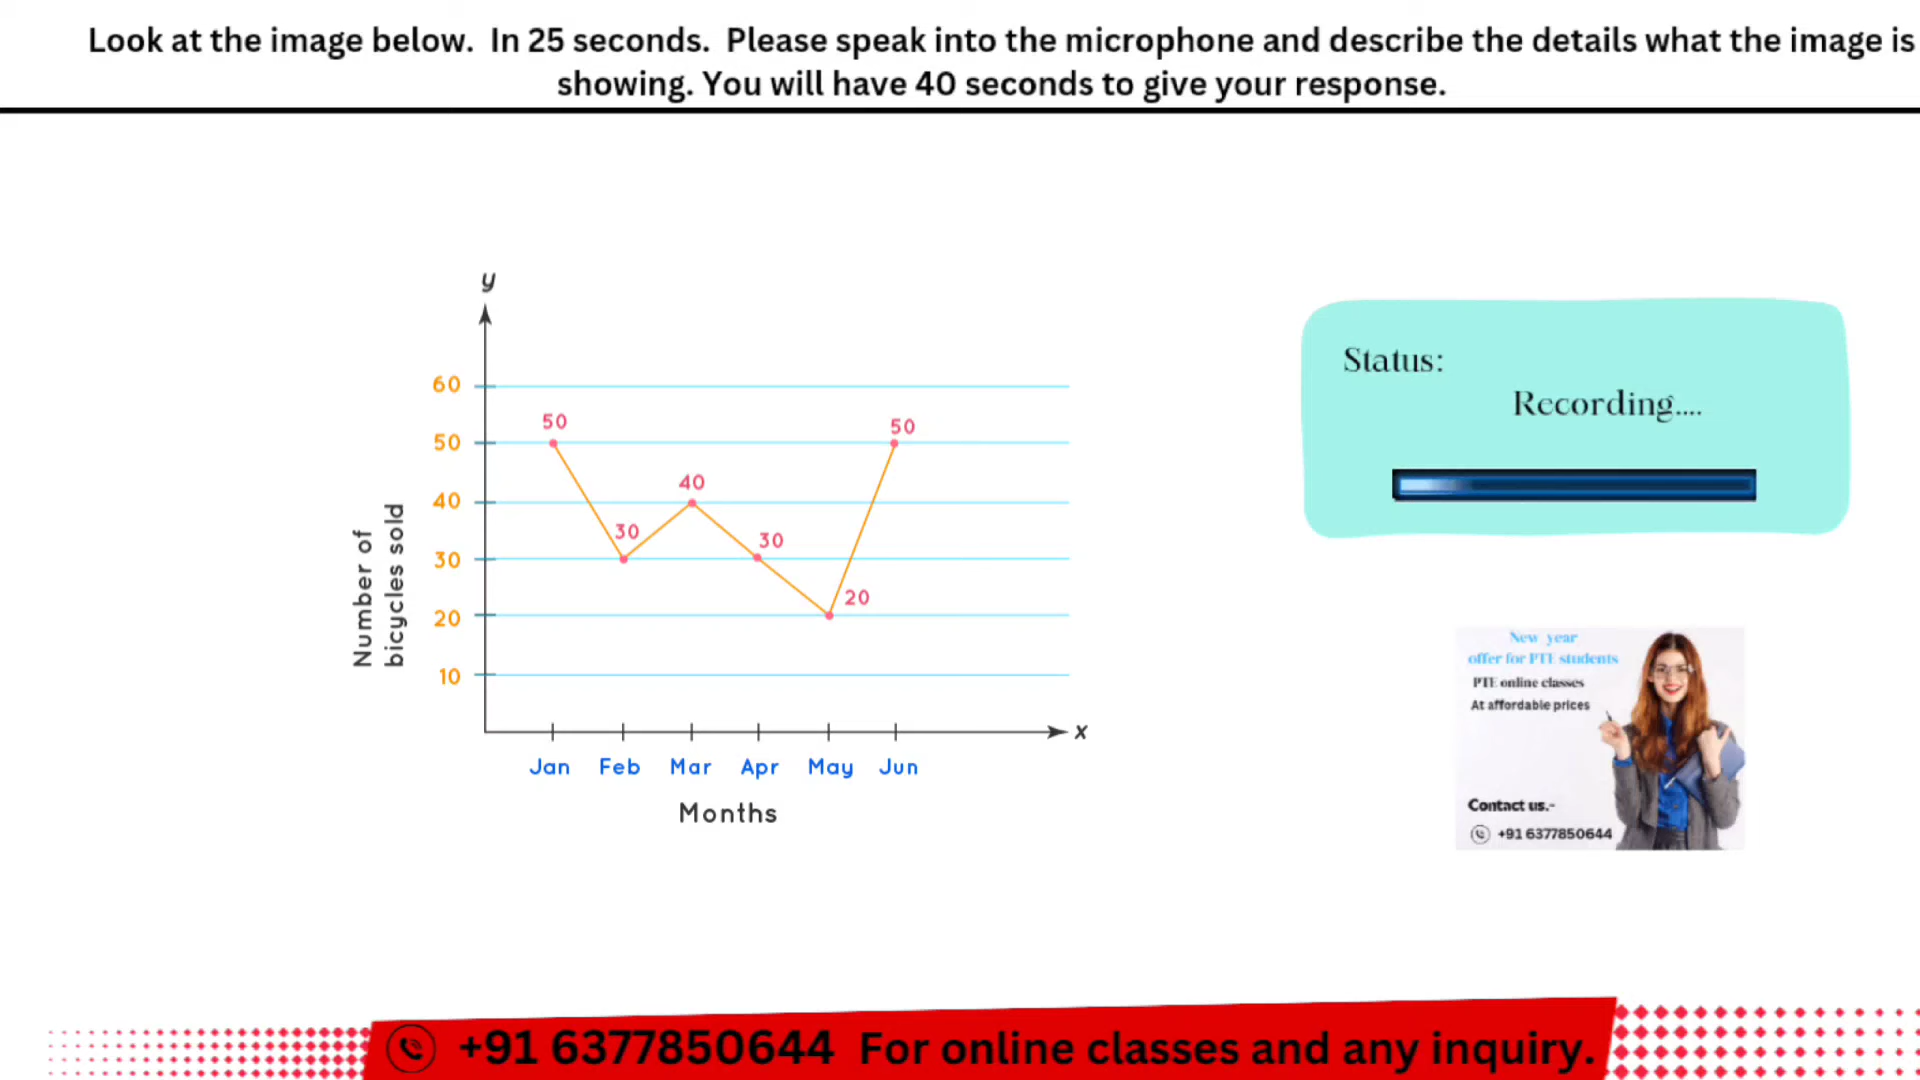 Look at the image below. In 25 seconds. Please speak into the microphone and describe the details what the image is
showing. You will have 40 seconds to give your response.
y
60
50
40
30
20
10
Number of
bicycles sold
50
30
40
30
20
50
x
Jan Feb Mar Apr May Jun
Months
Status:
Recording....
New year
offer for PTE students
PTE online classes
At affordable prices
Contact us.-
+91 6377850644
+91 6377850644 For online classes and any inquiry.